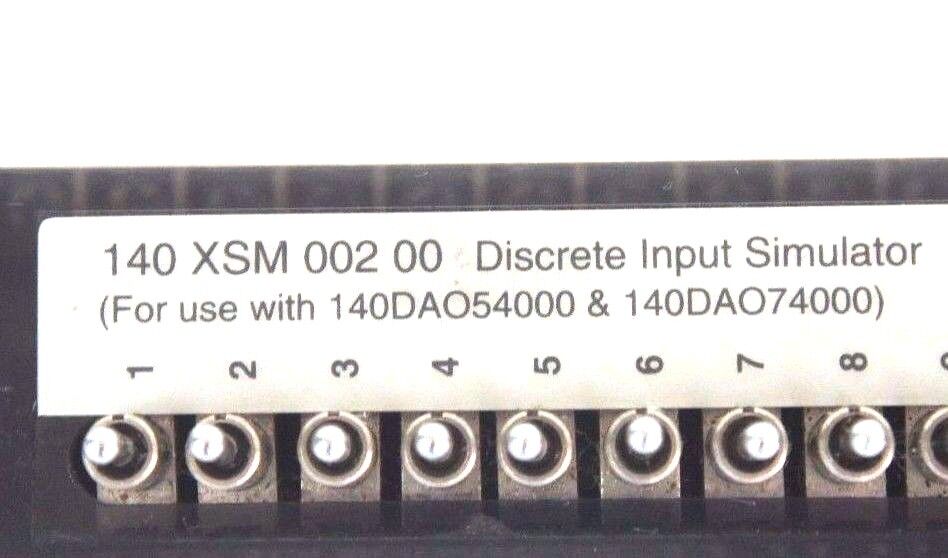 140 XSM 002 00 Discrete Input Simulator
(For use with 140DAO54000 & 140DAO74000)
1 2 3 4 5 6 7 8